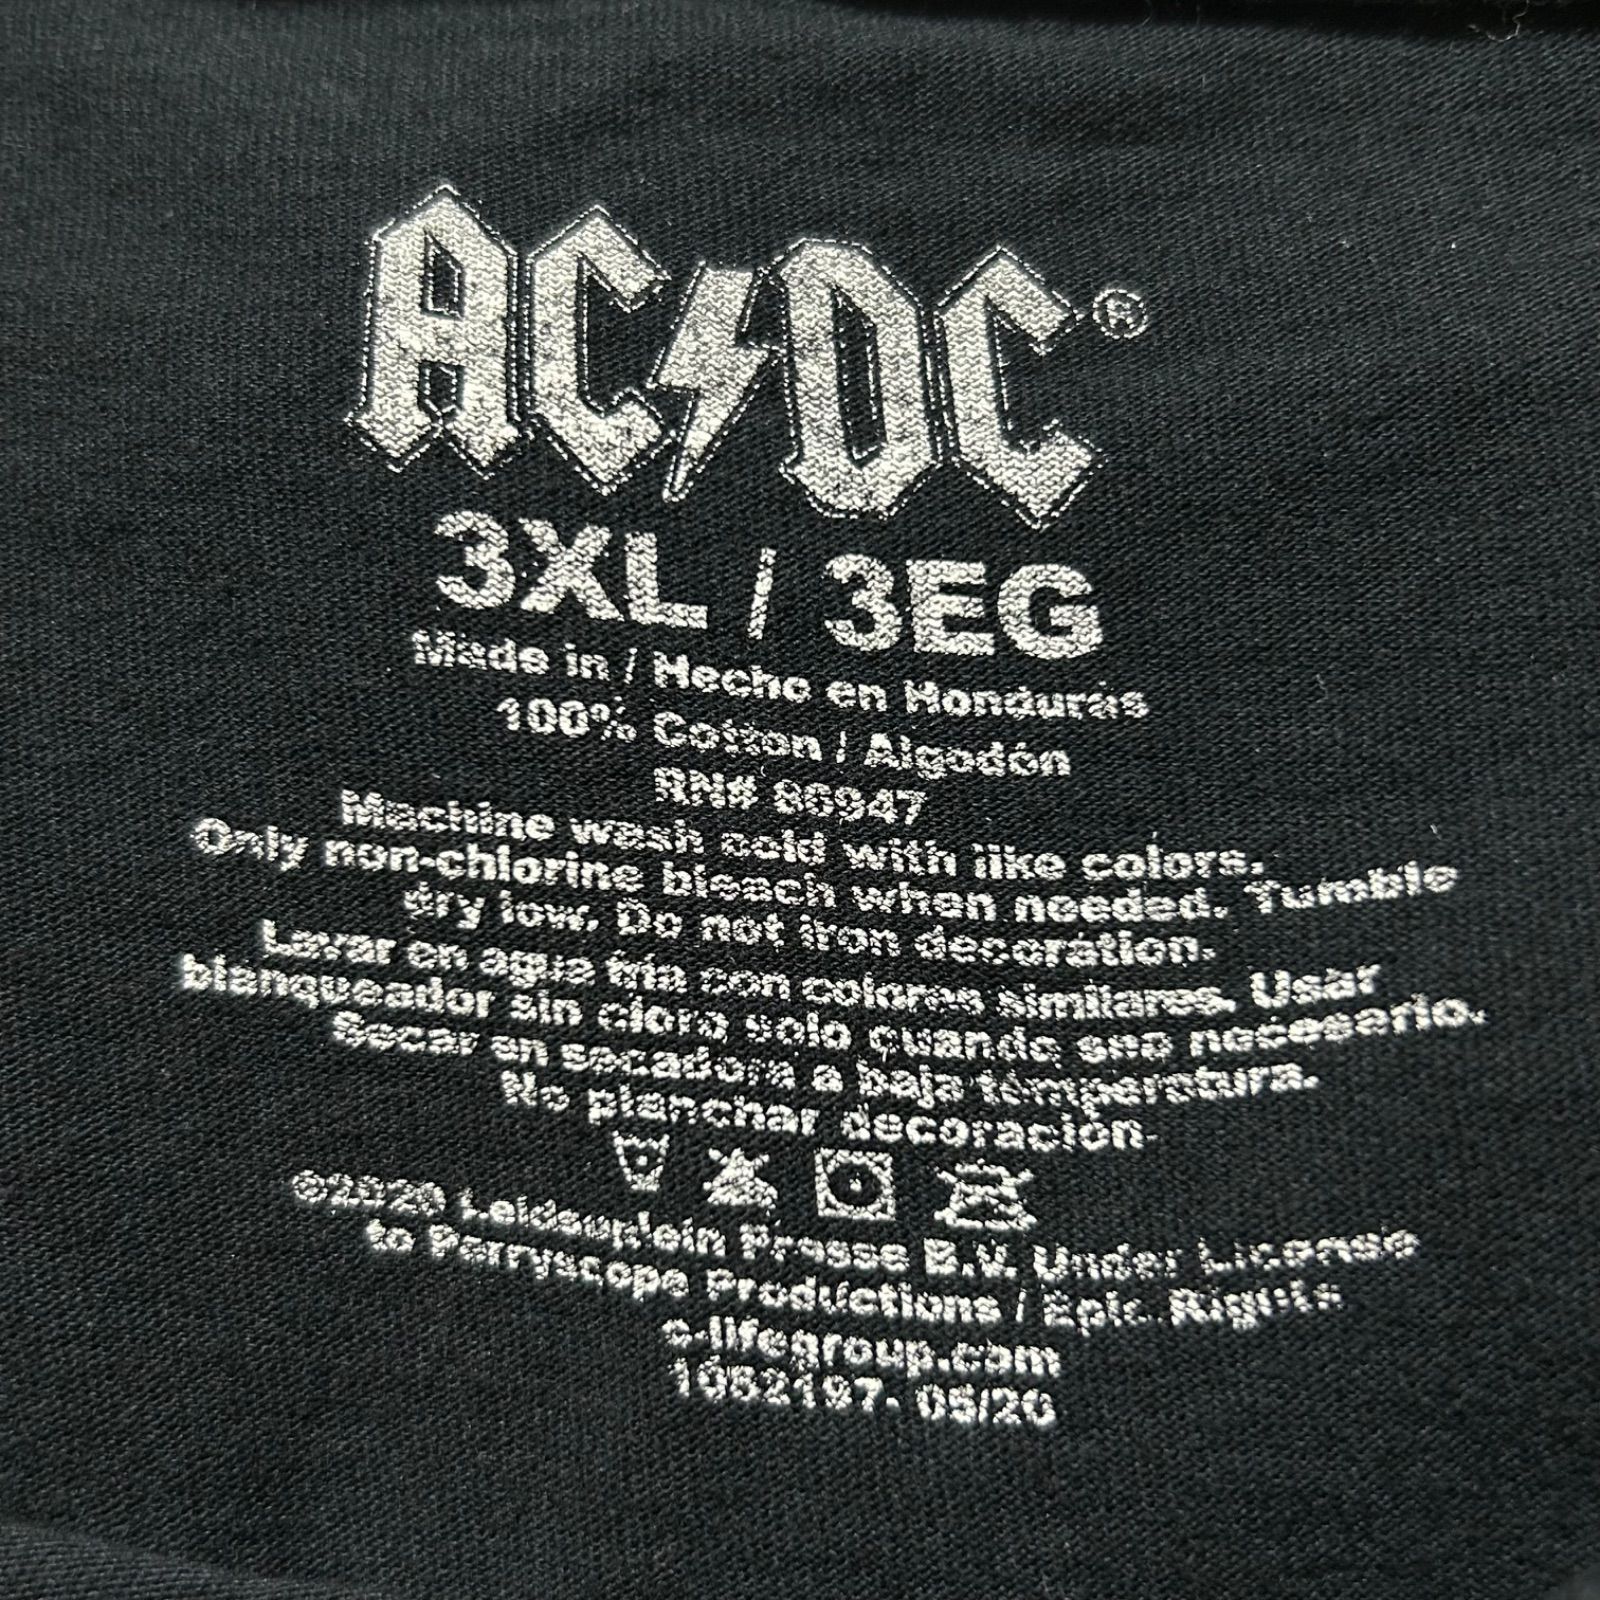 AC⚡DC®
3XL / 3EG
Made in / Hecho en Honduras
100% Cotton / Algodón
RN# 86947
Machine wash cold with like colors.
Only non-chlorine bleach when needed. Tumble
dry low. Do not iron decoration.
Lavar en agua fria con colores similares. Usar
blanqueador sin cloro solo cuando sea necesario.
Secar en secadora a baja temperatura.
No planchar decoración.
©2020 Leidseplein Presse B.V. Under License
to Perryscope Productions / Epic Rights
c-lifegroup.com
1062197- 05/20